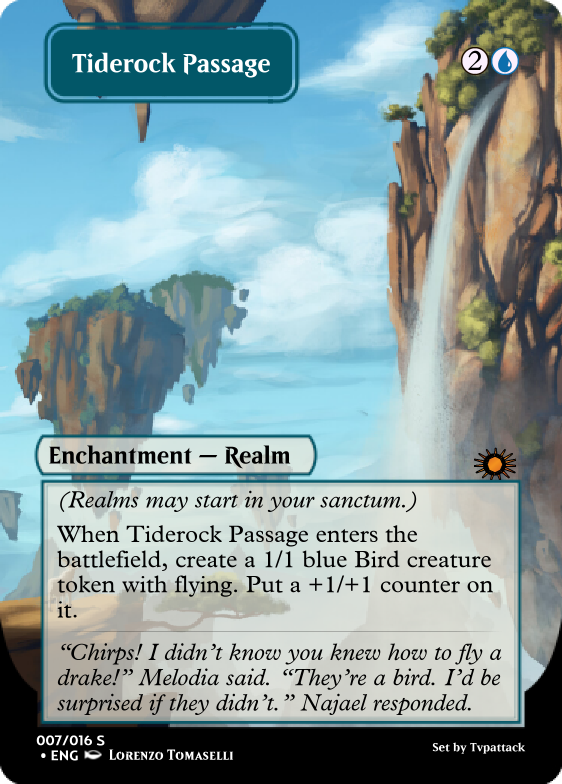 Tiderock Passage
2
Enchantment — Realm
(Realms may start in your sanctum.)
When Tiderock Passage enters the
battlefield, create a 1/1 blue Bird creature
token with flying. Put a +1/+1 counter on
it.
“Chirps! I didn’t know you knew how to fly a
drake!” Melodia said. “They’re a bird. I’d be
surprised if they didn’t.” Najael responded.
007/016 S
• ENG Lorenzo Tomaselli
Set by Tvpattack